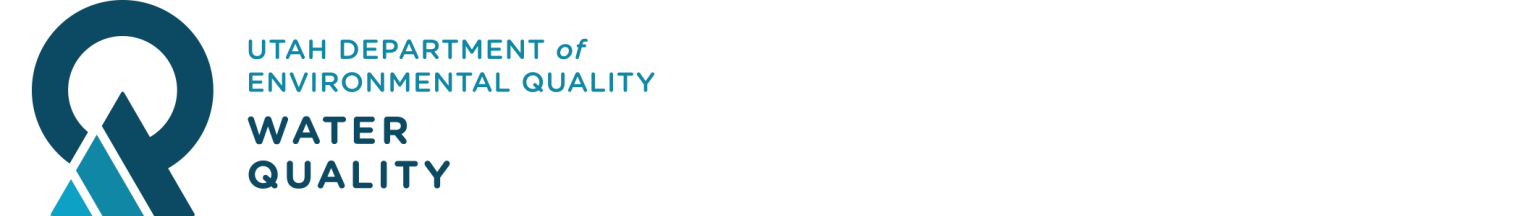 UTAH DEPARTMENT of
ENVIRONMENTAL QUALITY
WATER
QUALITY